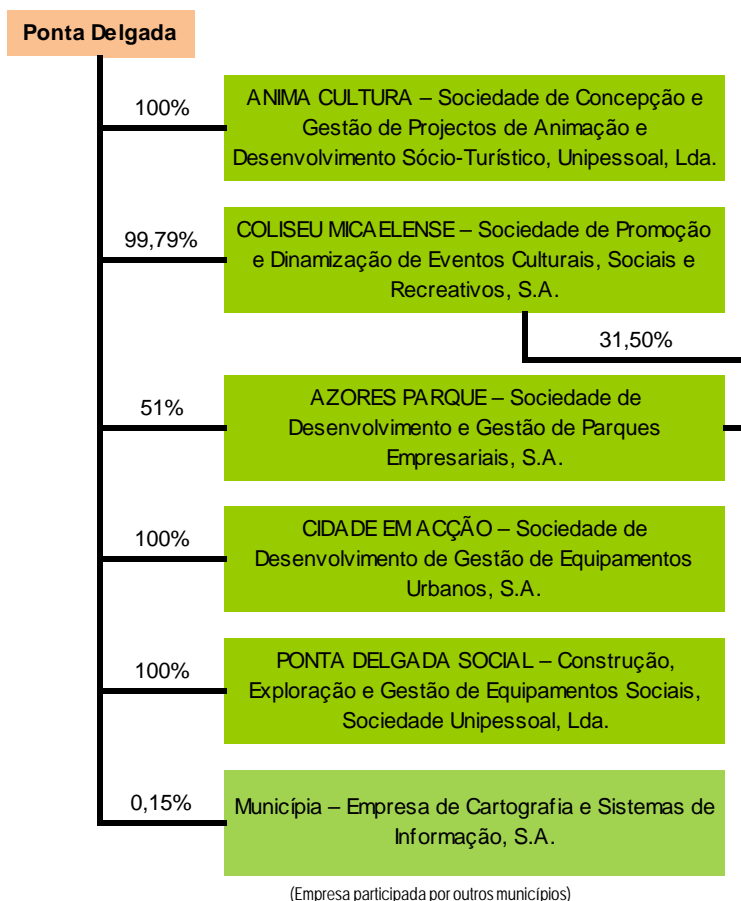 Ponta Delgada
100%
ANIMA CULTURA – Sociedade de Concepção e
Gestão de Projectos de Animação e
Desenvolvimento Sócio-Turístico, Unipessoal, Lda.
99,79%
COLISEU MICAELENSE – Sociedade de Promoção
e Dinamização de Eventos Culturais, Sociais e
Recreativos, S.A.
31,50%
51%
AZORES PARQUE – Sociedade de
Desenvolvimento e Gestão de Parques
Empresariais, S.A.
100%
CIDADE EM ACÇÃO – Sociedade de
Desenvolvimento de Gestão de Equipamentos
Urbanos, S.A.
100%
PONTA DELGADA SOCIAL – Construção,
Exploração e Gestão de Equipamentos Sociais,
Sociedade Unipessoal, Lda.
0,15%
Municípia – Empresa de Cartografia e Sistemas de
Informação, S.A.
(Empresa participada por outros municípios)